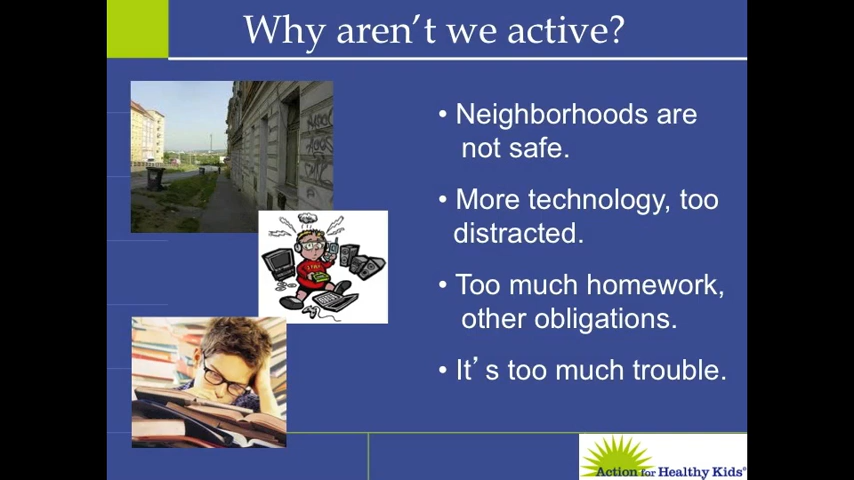 Why aren’t we active?
• Neighborhoods are
not safe.
• More technology, too
distracted.
• Too much homework,
other obligations.
• It’s too much trouble.
Action for Healthy Kids®